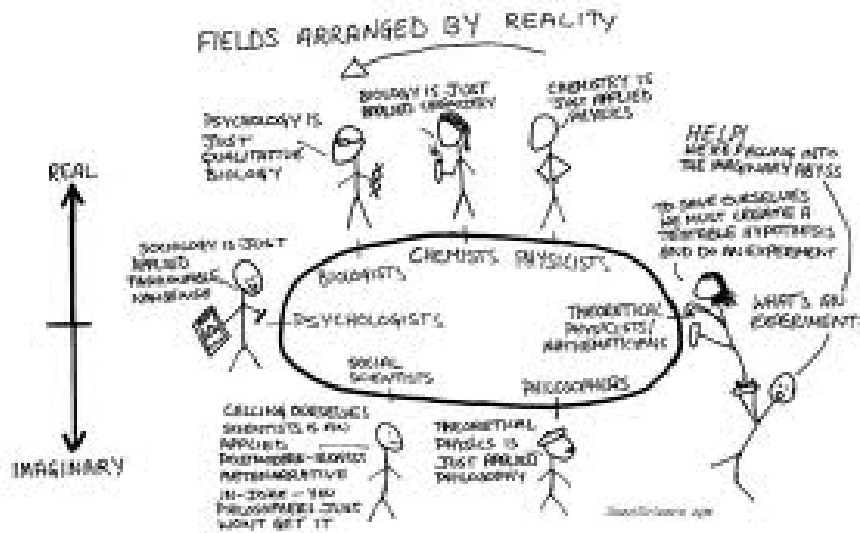 FIELDS ARRANGED BY REALITY
PSYCHOLOGY IS
JUST
QUALITATIVE
BIOLOGY
BIOLOGY IS JUST
APPLIED CHEMISTRY
CHEMISTRY IS
JUST APPLIED
PHYSICS
HELP!
WE'RE FALLING INTO
THE IMAGINARY ABYSS
TO SAVE OURSELVES
WE MUST CREATE A
TESTABLE HYPOTHESIS
AND DO AN EXPERIMENT
WHAT'S AN
EXPERIMENT
REAL
IMAGINARY
SOCIOLOGY IS JUST
APPLIED
NONSENSE
BIOLOGISTS
CHEMISTS
PHYSICISTS
PSYCHOLOGISTS
THEORETICAL
PHYSICISTS/
MATHEMATICIANS
SOCIAL
SCIENTISTS
PHILOSOPHERS
CALLING OURSELVES
SCIENTISTS IS AN
APPLIED
IN-JOKE - YOU
PHILOSOPHERS JUST
WON'T GET IT
THEORETICAL
PHYSICS IS
JUST APPLIED
PHILOSOPHY